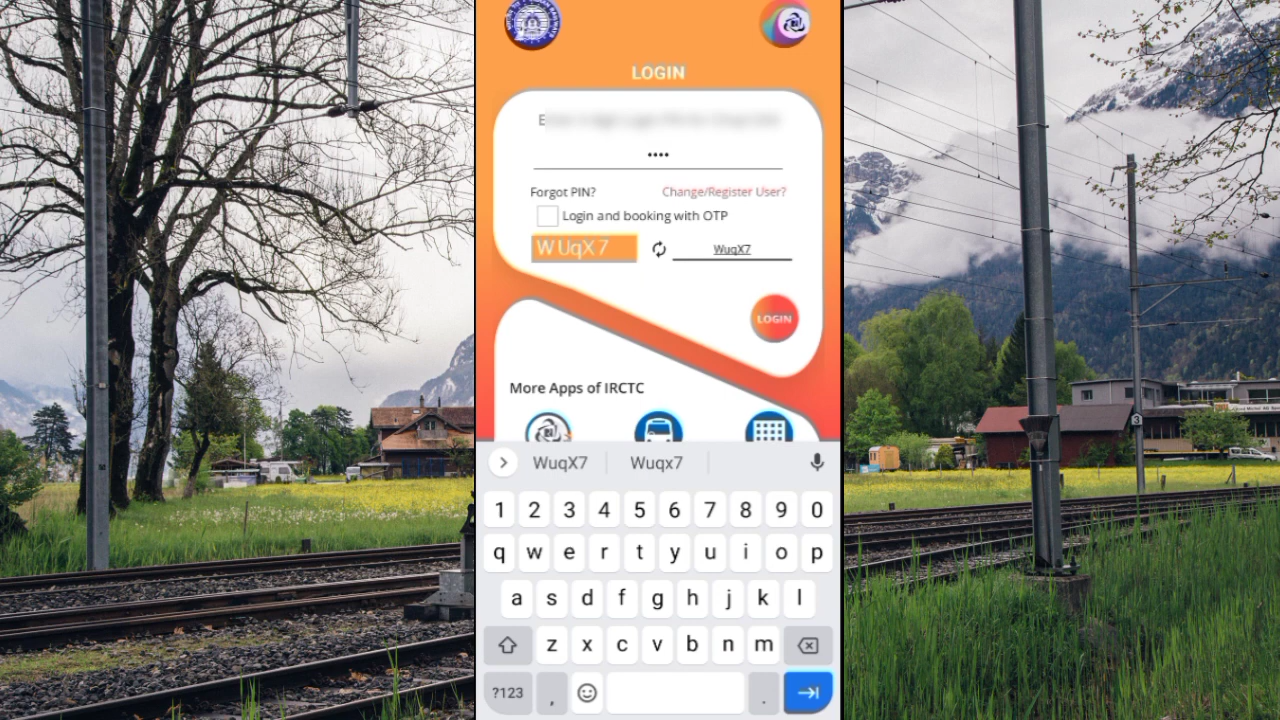 LOGIN
••••
Forgot PIN? Change/Register User?
Login and booking with OTP
WUqX7 WuqX7
LOGIN
More Apps of IRCTC
WuqX7 Wuqx7
1 2 3 4 5 6 7 8 9 0
q w e r t y u i o p
a s d f g h j k l
z x c v b n m
?123 , .
3